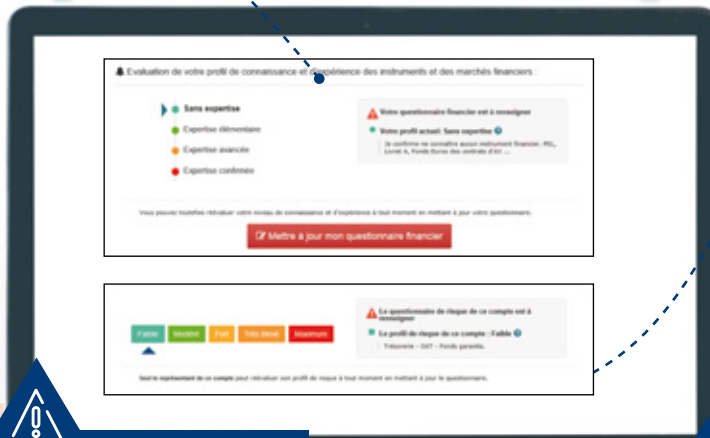 Evaluation de votre profil de connaissance et d'expérience des instruments et des marchés financiers :
Sans expertise
Expertise élémentaire
Expertise avancée
Expertise confirmée
Votre questionnaire financier est à renseigner
Votre profil actuel: Sans expertise
Je confirme ne connaître aucun instrument financier: PEL,
Livret A, Fonds Euros des contrats d'AV ...
Vous pouvez toutefois réévaluer votre niveau de connaissance et d'expérience à tout moment en mettant à jour votre questionnaire.
Mettre à jour mon questionnaire financier
Faible Modéré Fort Très élevé Maximum
Le questionnaire de risque de ce compte est à
renseigner
Le profil de risque de ce compte : Faible
Trésorerie - DAT - Fonds garantis.
Seul le représentant de ce compte peut réévaluer son profil de risque à tout moment en mettant à jour le questionnaire.